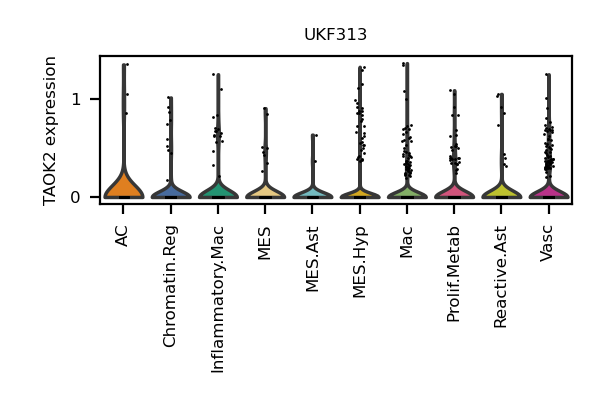 UKF313
TAOK2 expression
1
0
AC
Chromatin.Reg
Inflammatory.Mac
MES
MES.Ast
MES.Hyp
Mac
Prolif.Metab
Reactive.Ast
Vasc